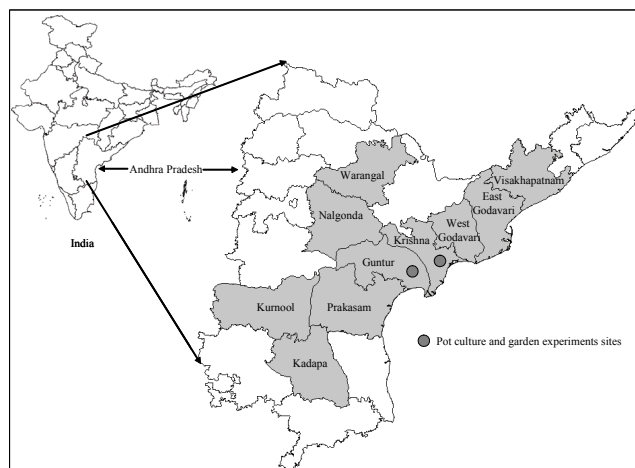 Andhra Pradesh
India
Warangal
Nalgonda
Visakhapatnam
East
Godavari
West
Godavari
Krishna
Guntur
Kurnool
Prakasam
Kadapa
Pot culture and garden experiments sites